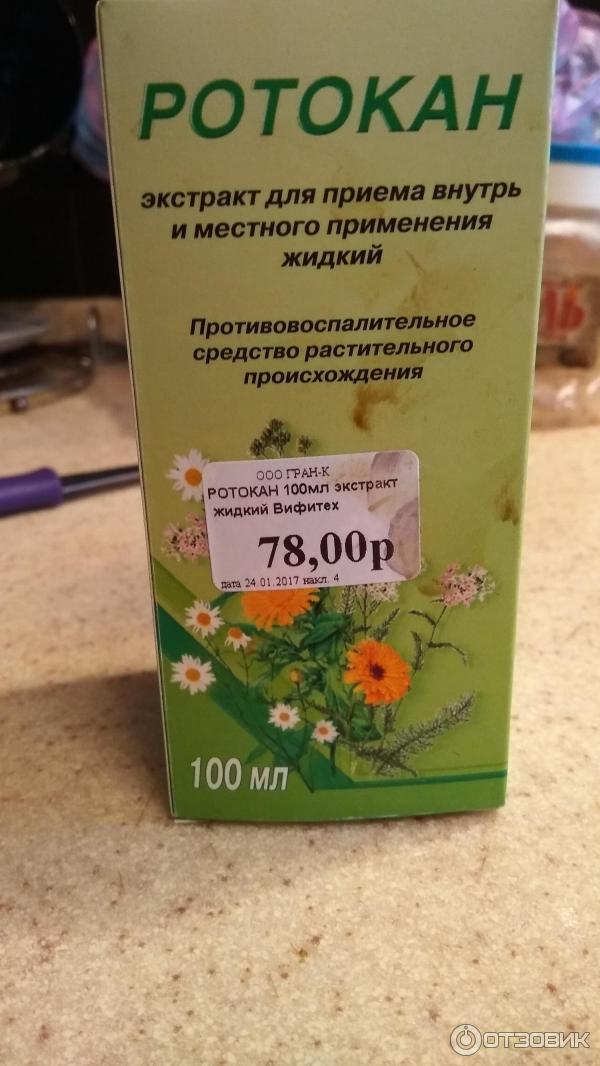 РОТОКАН
экстракт для приема внутрь
и местного применения
жидкий
Противовоспалительное
средство растительного
происхождения
ООО ГРАН-К
РОТОКАН 100мл экстракт
жидкий Вифитех
78,00р
дата 24.01.2017 накл. 4
100 мл
ОТЗОВИК